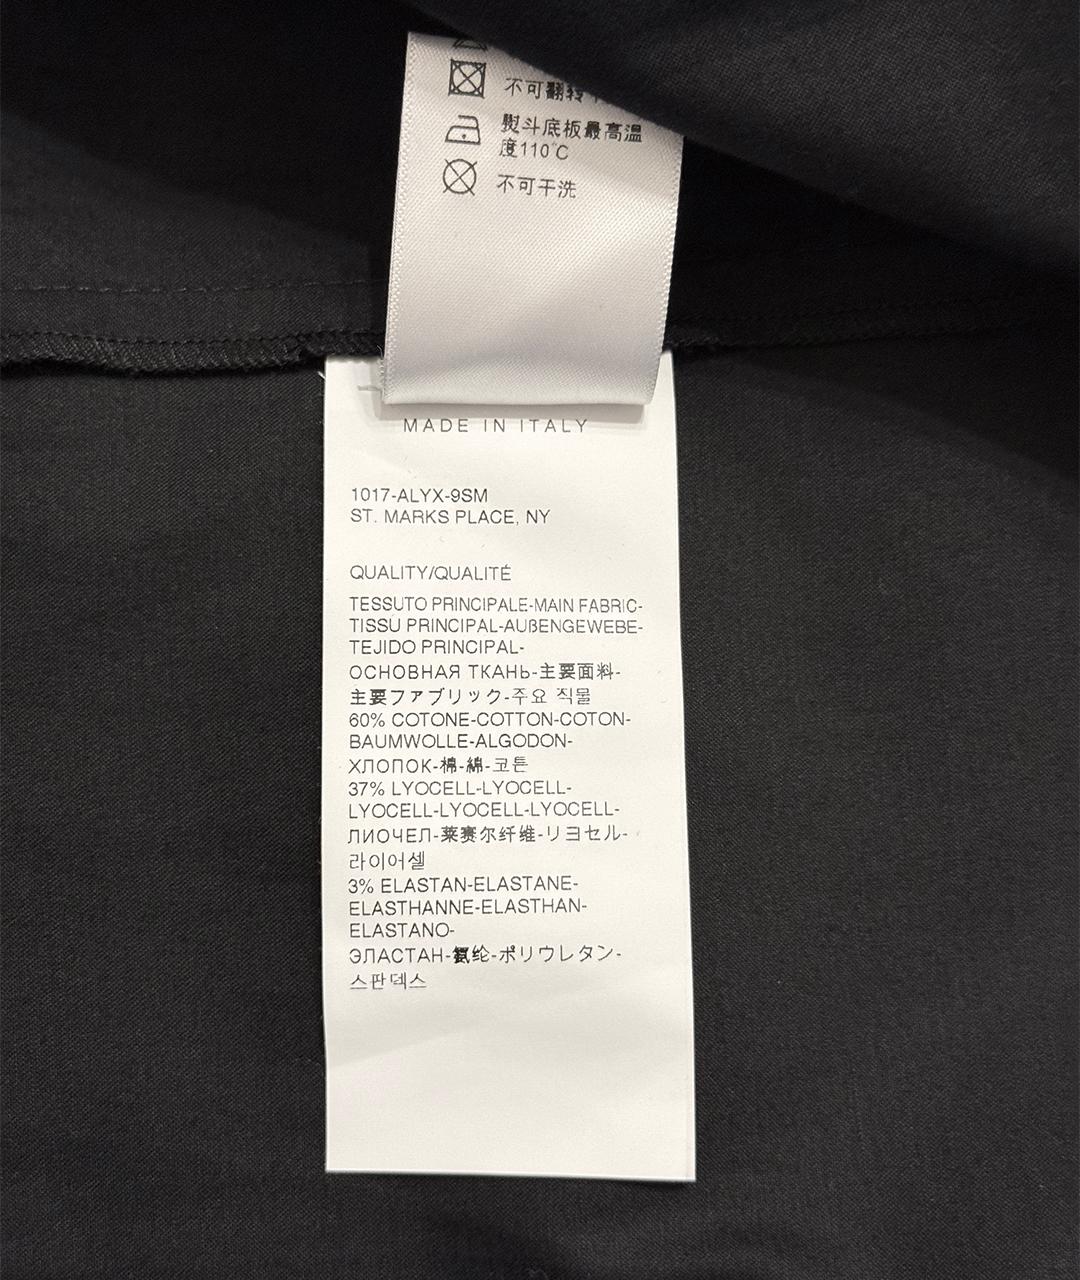 不可翻转
熨斗底板最高温
度110℃
不可干洗
MADE IN ITALY
1017-ALYX-9SM
ST. MARKS PLACE, NY
QUALITY/QUALITÉ
TESSUTO PRINCIPALE-MAIN FABRIC-
TISSU PRINCIPAL-AUßENGEWEBE-
TEJIDO PRINCIPAL-
ОСНОВНАЯ ТКАНЬ-主要面料-
主要ファブリック-주요 직물
60% COTONE-COTTON-COTON-
BAUMWOLLE-ALGODON-
ХЛОПОК-棉-綿-코튼
37% LYOCELL-LYOCELL-
LYOCELL-LYOCELL-LYOCELL-
ЛИОЧЕЛ-莱赛尔纤维-リヨセル-
라이어셀
3% ELASTAN-ELASTANE-
ELASTHANNE-ELASTHAN-
ELASTANO-
ЭЛАСТАН-氨纶-ポリウレタン-
스판덱스